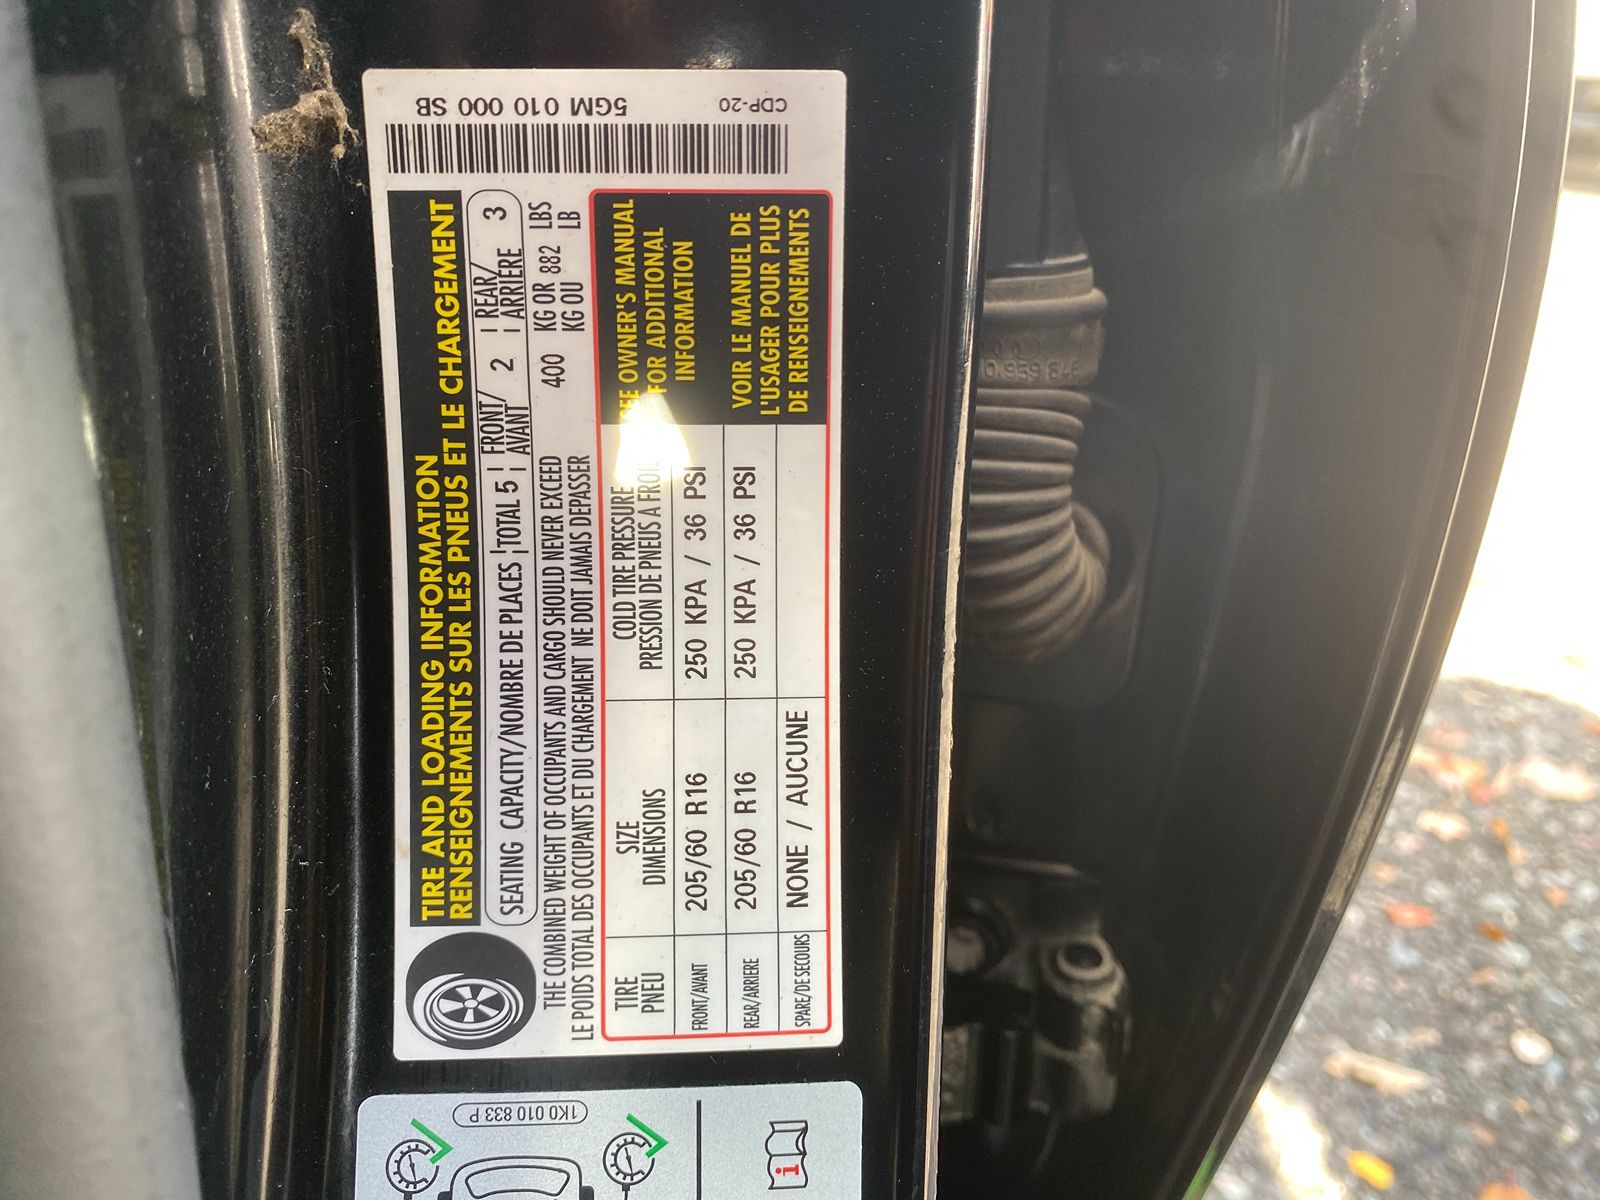 TIRE AND LOADING INFORMATION
RENSEIGNEMENTS SUR LES PNEUS ET LE CHARGEMENT
SEATING CAPACITY/NOMBRE DE PLACES TOTAL 5 FRONT/AVANT 2 REAR/ARRIÈRE 3
THE COMBINED WEIGHT OF OCCUPANTS AND CARGO SHOULD NEVER EXCEED 400 KG OR 882 LBS
LE POIDS TOTAL DES OCCUPANTS ET DU CHARGEMENT NE DOIT JAMAIS DEPASSER KG OU LB
TIRE
PNEU
SIZE
DIMENSIONS
COLD TIRE PRESSURE
PRESSION DE PNEUS A FROID
SEE OWNER'S MANUAL
FOR ADDITIONAL
INFORMATION
FRONT/AVANT 205/60 R16 250 KPA / 36 PSI
REAR/ARRIERE 205/60 R16 250 KPA / 36 PSI
SPARE/DE SECOURS NONE / AUCUNE
VOIR LE MANUEL DE
L'USAGER POUR PLUS
DE RENSEIGNEMENTS
5GM 010 000 SB
CDP-20
1K0 010 833 P
i
959